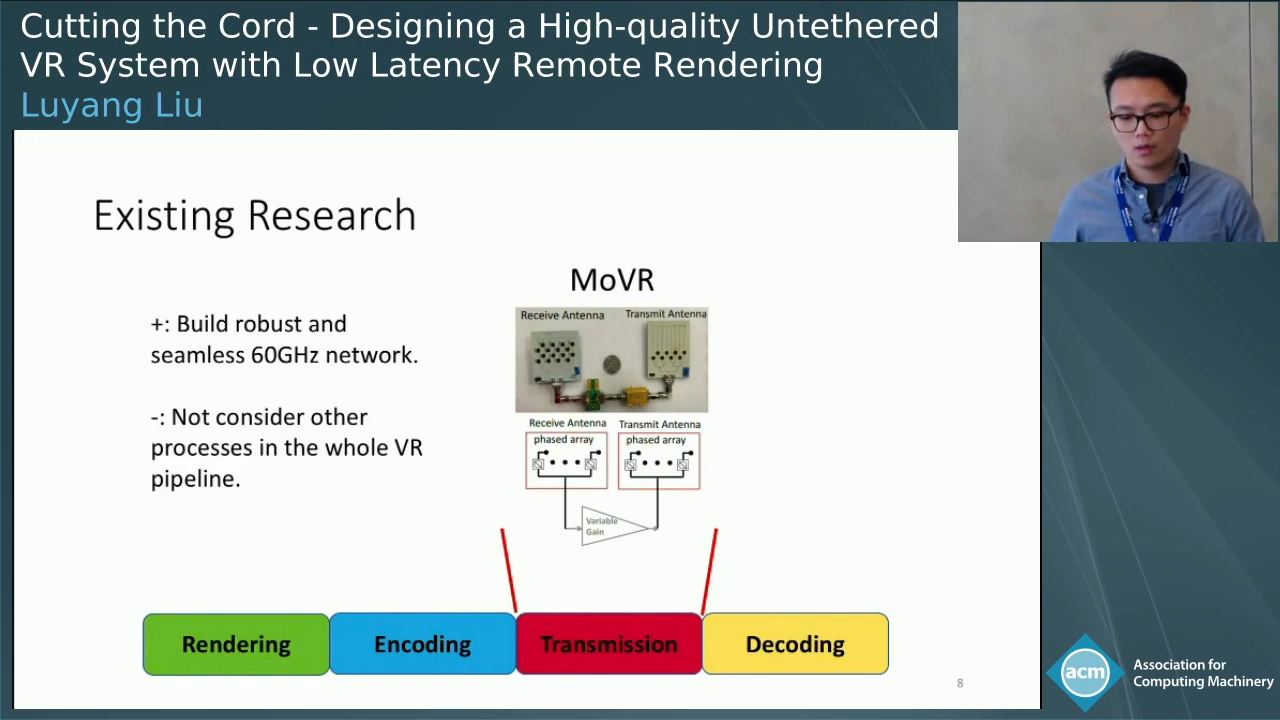 Cutting the Cord - Designing a High-quality Untethered
VR System with Low Latency Remote Rendering
Luyang Liu
Existing Research
MoVR
+: Build robust and
seamless 60GHz network.
-: Not consider other
processes in the whole VR
pipeline.
Receive Antenna
Transmit Antenna
Receive Antenna
Transmit Antenna
phased array
phased array
Variable
Gain
Rendering
Encoding
Transmission
Decoding
8
acm
Association for
Computing Machinery